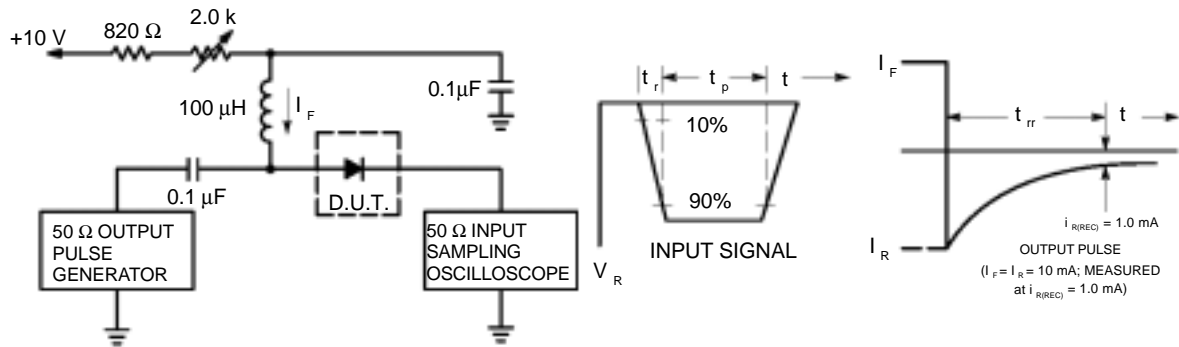 +10 V
820 Ω
2.0 k
100 μH
I F
0.1μF
0.1 μF
D.U.T.
50 Ω OUTPUT
PULSE
GENERATOR
50 Ω INPUT
SAMPLING
OSCILLOSCOPE
t r
t p
t
10%
90%
V R
INPUT SIGNAL
I F
t rr
t
i R(REC) = 1.0 mA
I R
OUTPUT PULSE
(I F = I R = 10 mA; MEASURED
at i R(REC) = 1.0 mA)